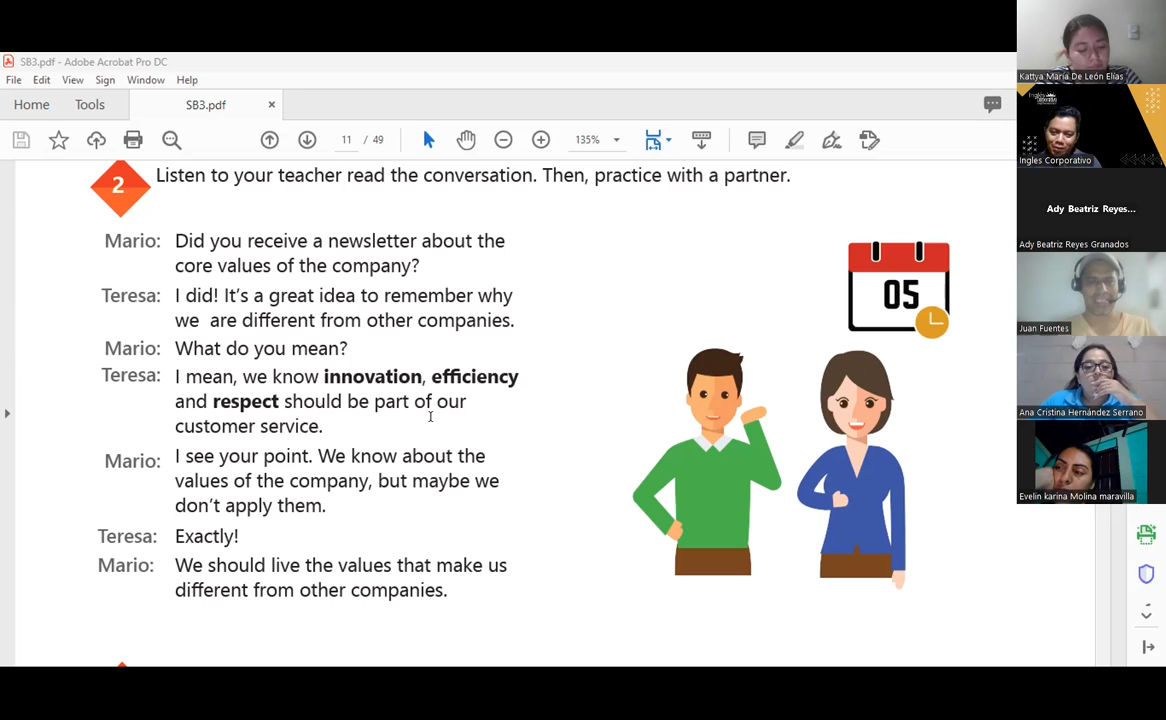 SB3.pdf - Adobe Acrobat Pro DC
File Edit View Sign Window Help
Home Tools SB3.pdf ×
11 / 49 135%
2 Listen to your teacher read the conversation. Then, practice with a partner.
Mario: Did you receive a newsletter about the
core values of the company?
Teresa: I did! It's a great idea to remember why
we are different from other companies.
Mario: What do you mean?
Teresa: I mean, we know innovation, efficiency
and respect should be part of our
customer service.
Mario: I see your point. We know about the
values of the company, but maybe we
don't apply them.
Teresa: Exactly!
Mario: We should live the values that make us
different from other companies.
05
Kattya María De León Elías
Inglés
Ingles Corporativo
Ady Beatriz Reyes...
Ady Beatriz Reyes Granados
Juan Fuentes
Ana Cristina Hernández Serrano
Evelin karina Molina maravilla